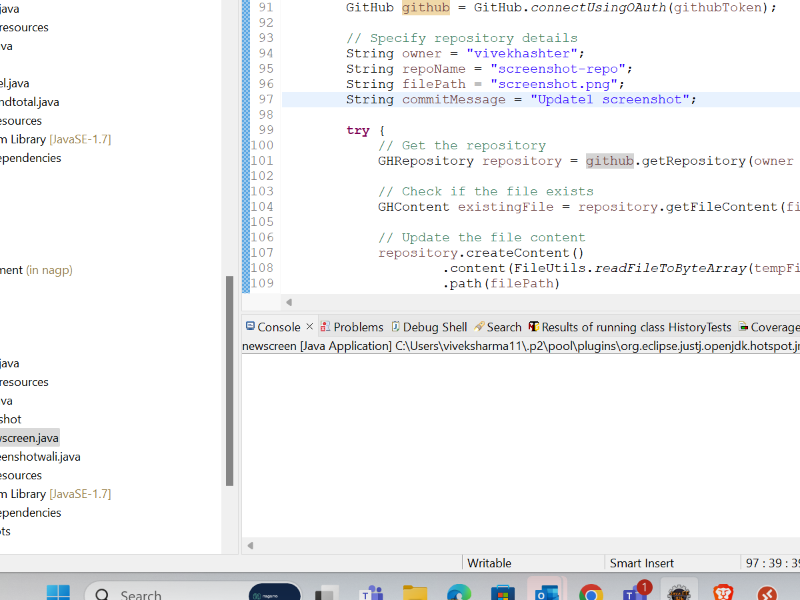 java
resources
va
el.java
ndtotal.java
esources
m Library [JavaSE-1.7]
ependencies
ment (in nagp)
java
resources
va
shot
wscreen.java
eenshotwali.java
esources
m Library [JavaSE-1.7]
ependencies
ots
91 GitHub github = GitHub.connectUsingOAuth(githubToken);
92
93 // Specify repository details
94 String owner = "vivekhashter";
95 String repoName = "screenshot-repo";
96 String filePath = "screenshot.png";
97 String commitMessage = "Update1 screenshot";
98
99 try {
100 // Get the repository
101 GHRepository repository = github.getRepository(owner
102
103 // Check if the file exists
104 GHContent existingFile = repository.getFileContent(fi
105
106 // Update the file content
107 repository.createContent()
108 .content(FileUtils.readFileToByteArray(tempFi
109 .path(filePath)
Console Problems Debug Shell Search Results of running class HistoryTests Coverage
newscreen [Java Application] C:\Users\viveksharma11\.p2\pool\plugins\org.eclipse.justj.openjdk.hotspot.jr
Writable Smart Insert 97 : 39 : 39
Search
1